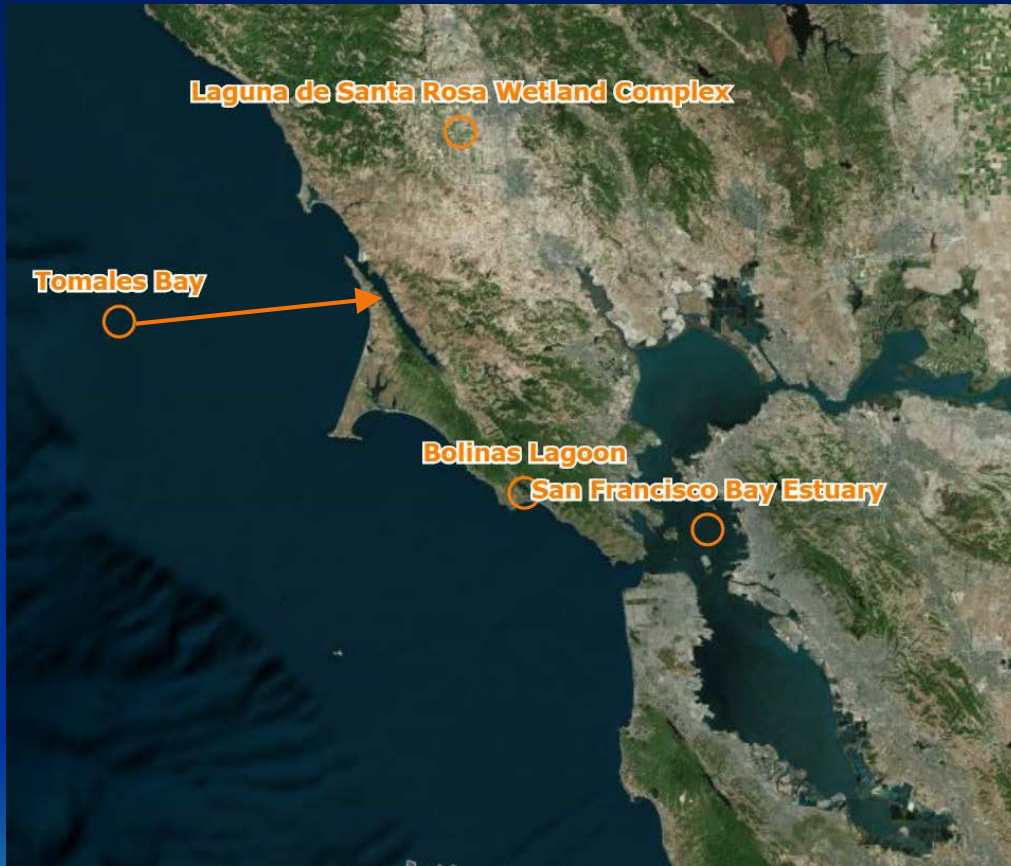 Laguna de Santa Rosa Wetland Complex
Tomales Bay
Bolinas Lagoon
San Francisco Bay Estuary